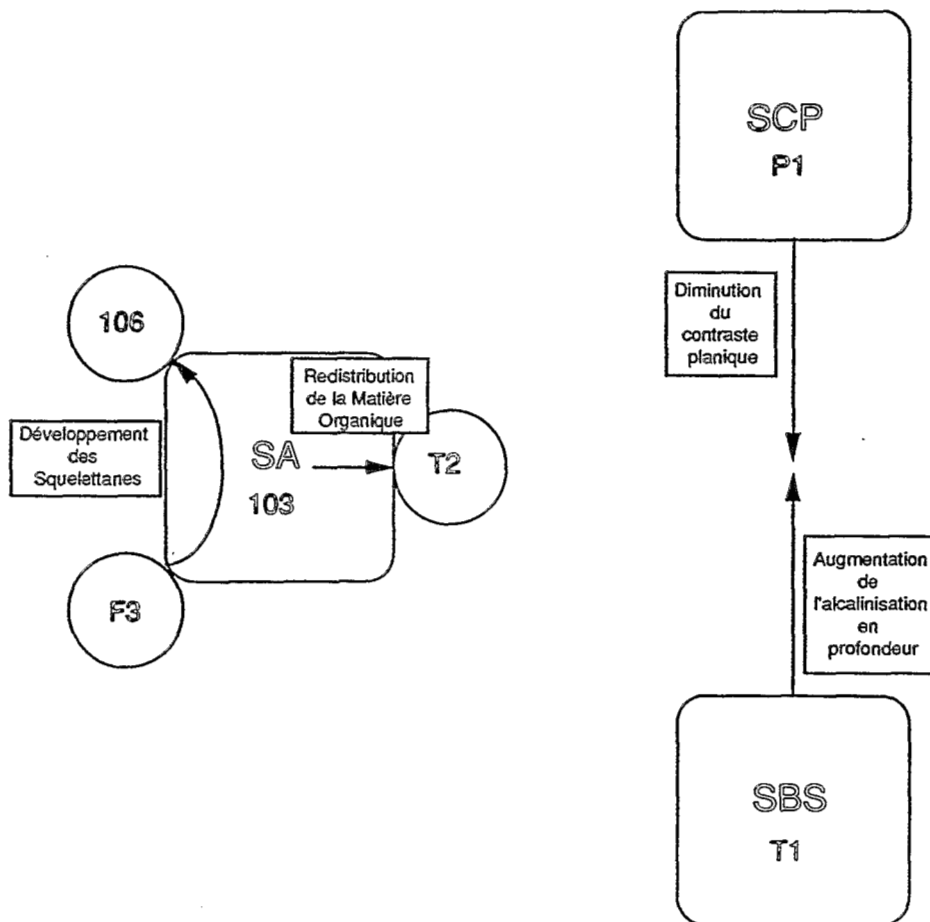 SCP
P1
Diminution
du
contraste
planique
106
Redistribution
de la Matière
Organique
Développement
des
Squelettanes
SA
103
T2
F3
Augmentation
de
l'alcalinisation
en
profondeur
SBS
T1